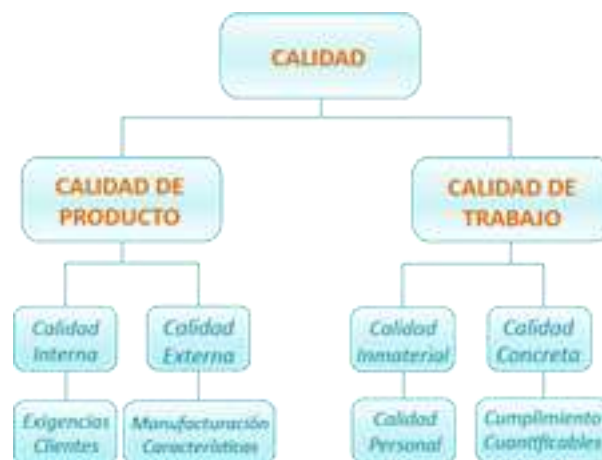 CALIDAD
CALIDAD DE
PRODUCTO
CALIDAD DE
TRABAJO
Calidad
Interna
Calidad
Externa
Calidad
Inmaterial
Calidad
Concreta
Exigencias
Clientes
Manufacturación
Características
Calidad
Personal
Cumplimiento
Cuantificables